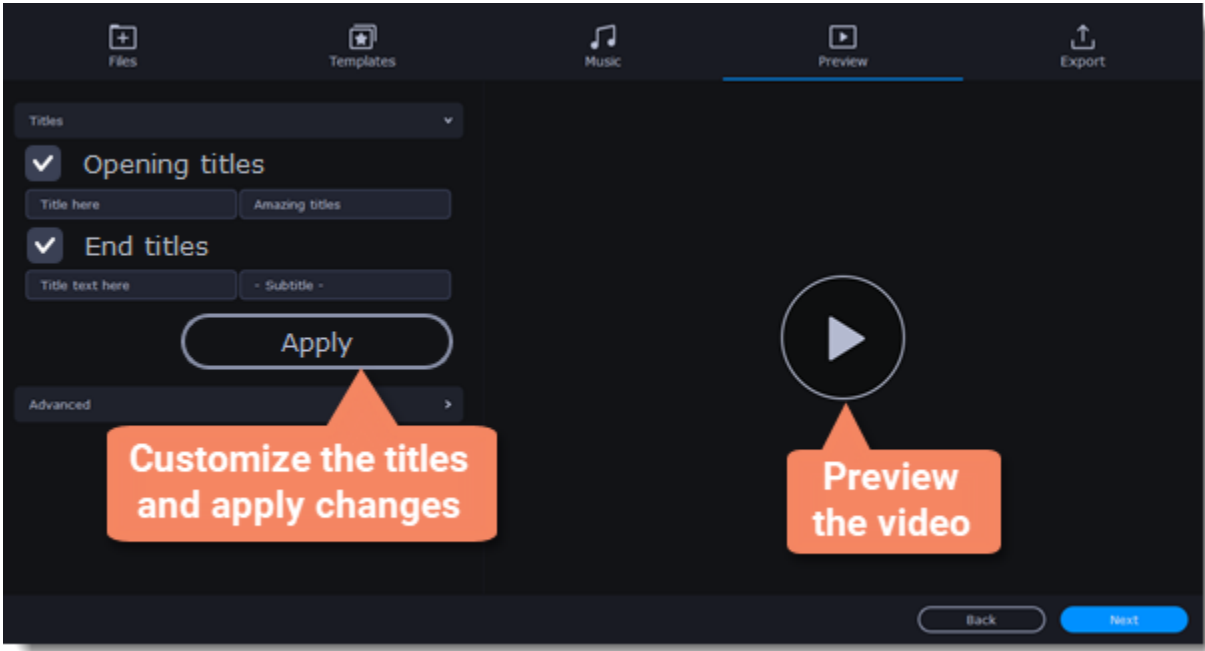 Files
Templates
Music
Preview
Export
Titles
Opening titles
Title here
Amazing titles
End titles
Title text here
- Subtitle -
Apply
Advanced
Customize the titles
and apply changes
Preview
the video
Back
Next